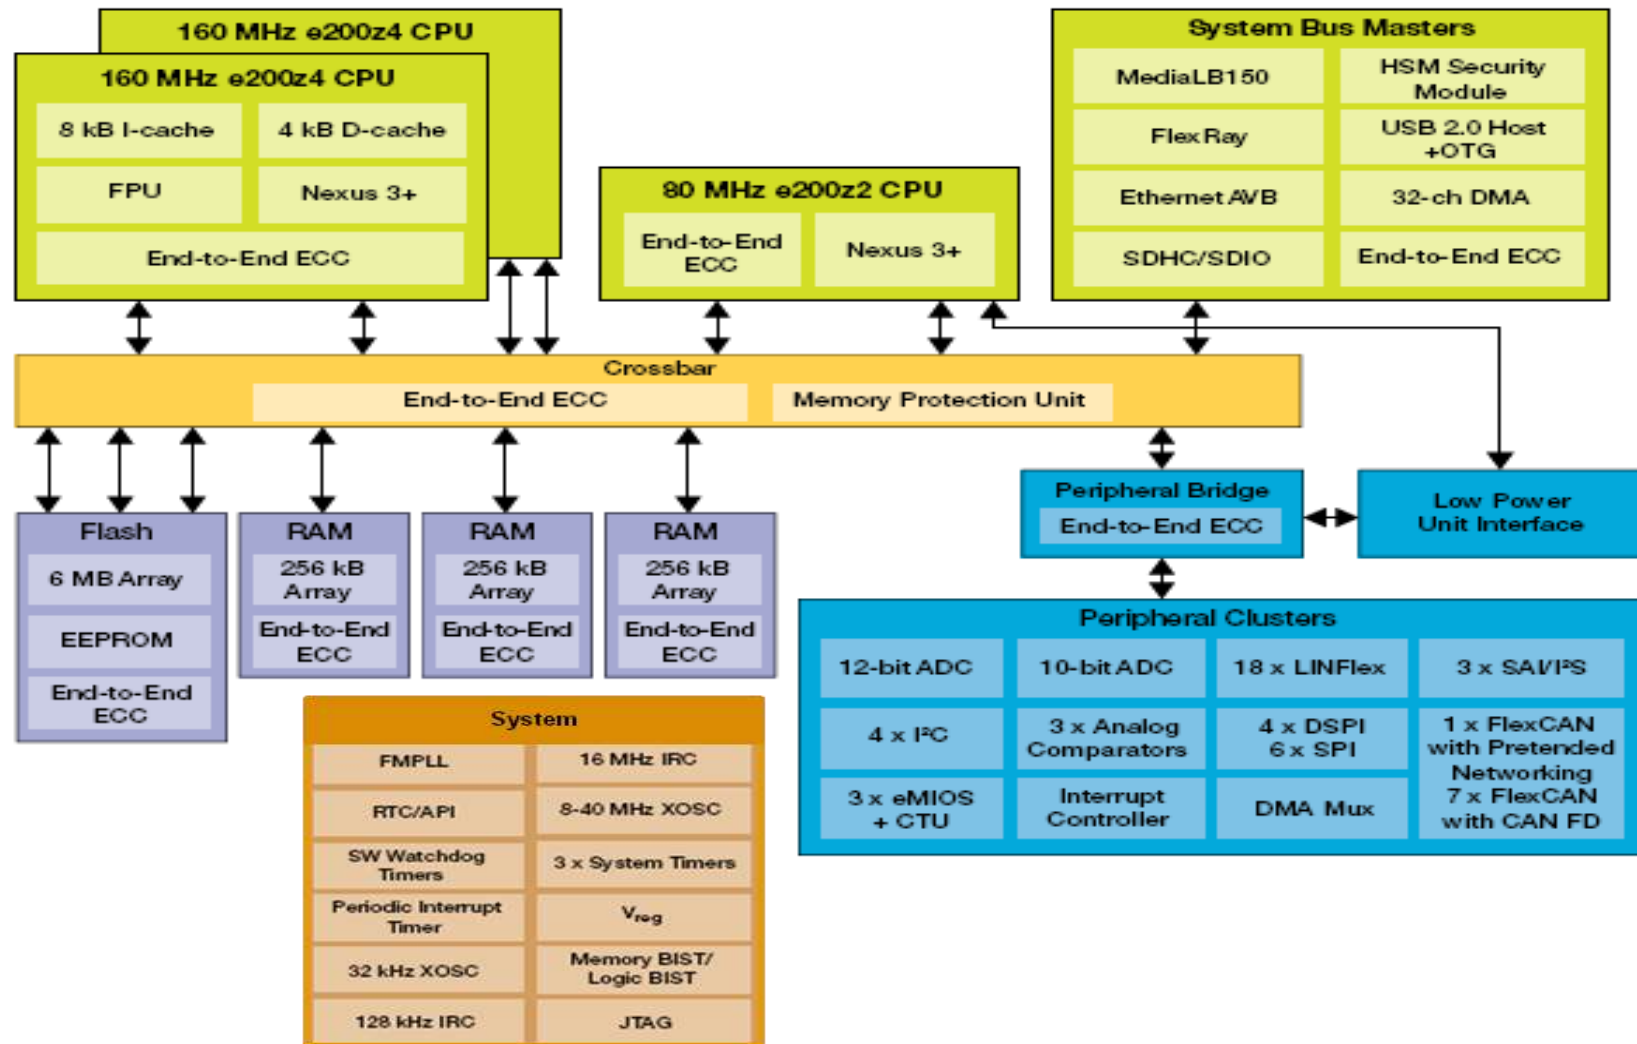 160 MHz e200z4 CPU
160 MHz e200z4 CPU
8 kB I-cache
4 kB D-cache
FPU
Nexus 3+
End-to-End ECC
80 MHz e200z2 CPU
End-to-End
ECC
Nexus 3+
System Bus Masters
MediaLB150
HSM Security
Module
FlexRay
USB 2.0 Host
+OTG
Ethernet AVB
32-ch DMA
SDHC/SDIO
End-to-End ECC
Crossbar
End-to-End ECC
Memory Protection Unit
Flash
6 MB Array
EEPROM
End-to-End
ECC
RAM
256 kB
Array
End-to-End
ECC
RAM
256 kB
Array
End-to-End
ECC
RAM
256 kB
Array
End-to-End
ECC
Peripheral Bridge
End-to-End ECC
Low Power
Unit Interface
Peripheral Clusters
12-bit ADC
10-bit ADC
18 x LINFlex
3 x SAI/I²S
4 x I²C
3 x Analog
Comparators
4 x DSPI
6 x SPI
1 x FlexCAN
with Pretended
Networking
7 x FlexCAN
with CAN FD
3 x eMIOS
+ CTU
Interrupt
Controller
DMA Mux
System
FMPLL
16 MHz IRC
RTC/API
8-40 MHz XOSC
SW Watchdog
Timers
3 x System Timers
Periodic Interrupt
Timer
Vreg
32 kHz XOSC
Memory BIST/
Logic BIST
128 kHz IRC
JTAG